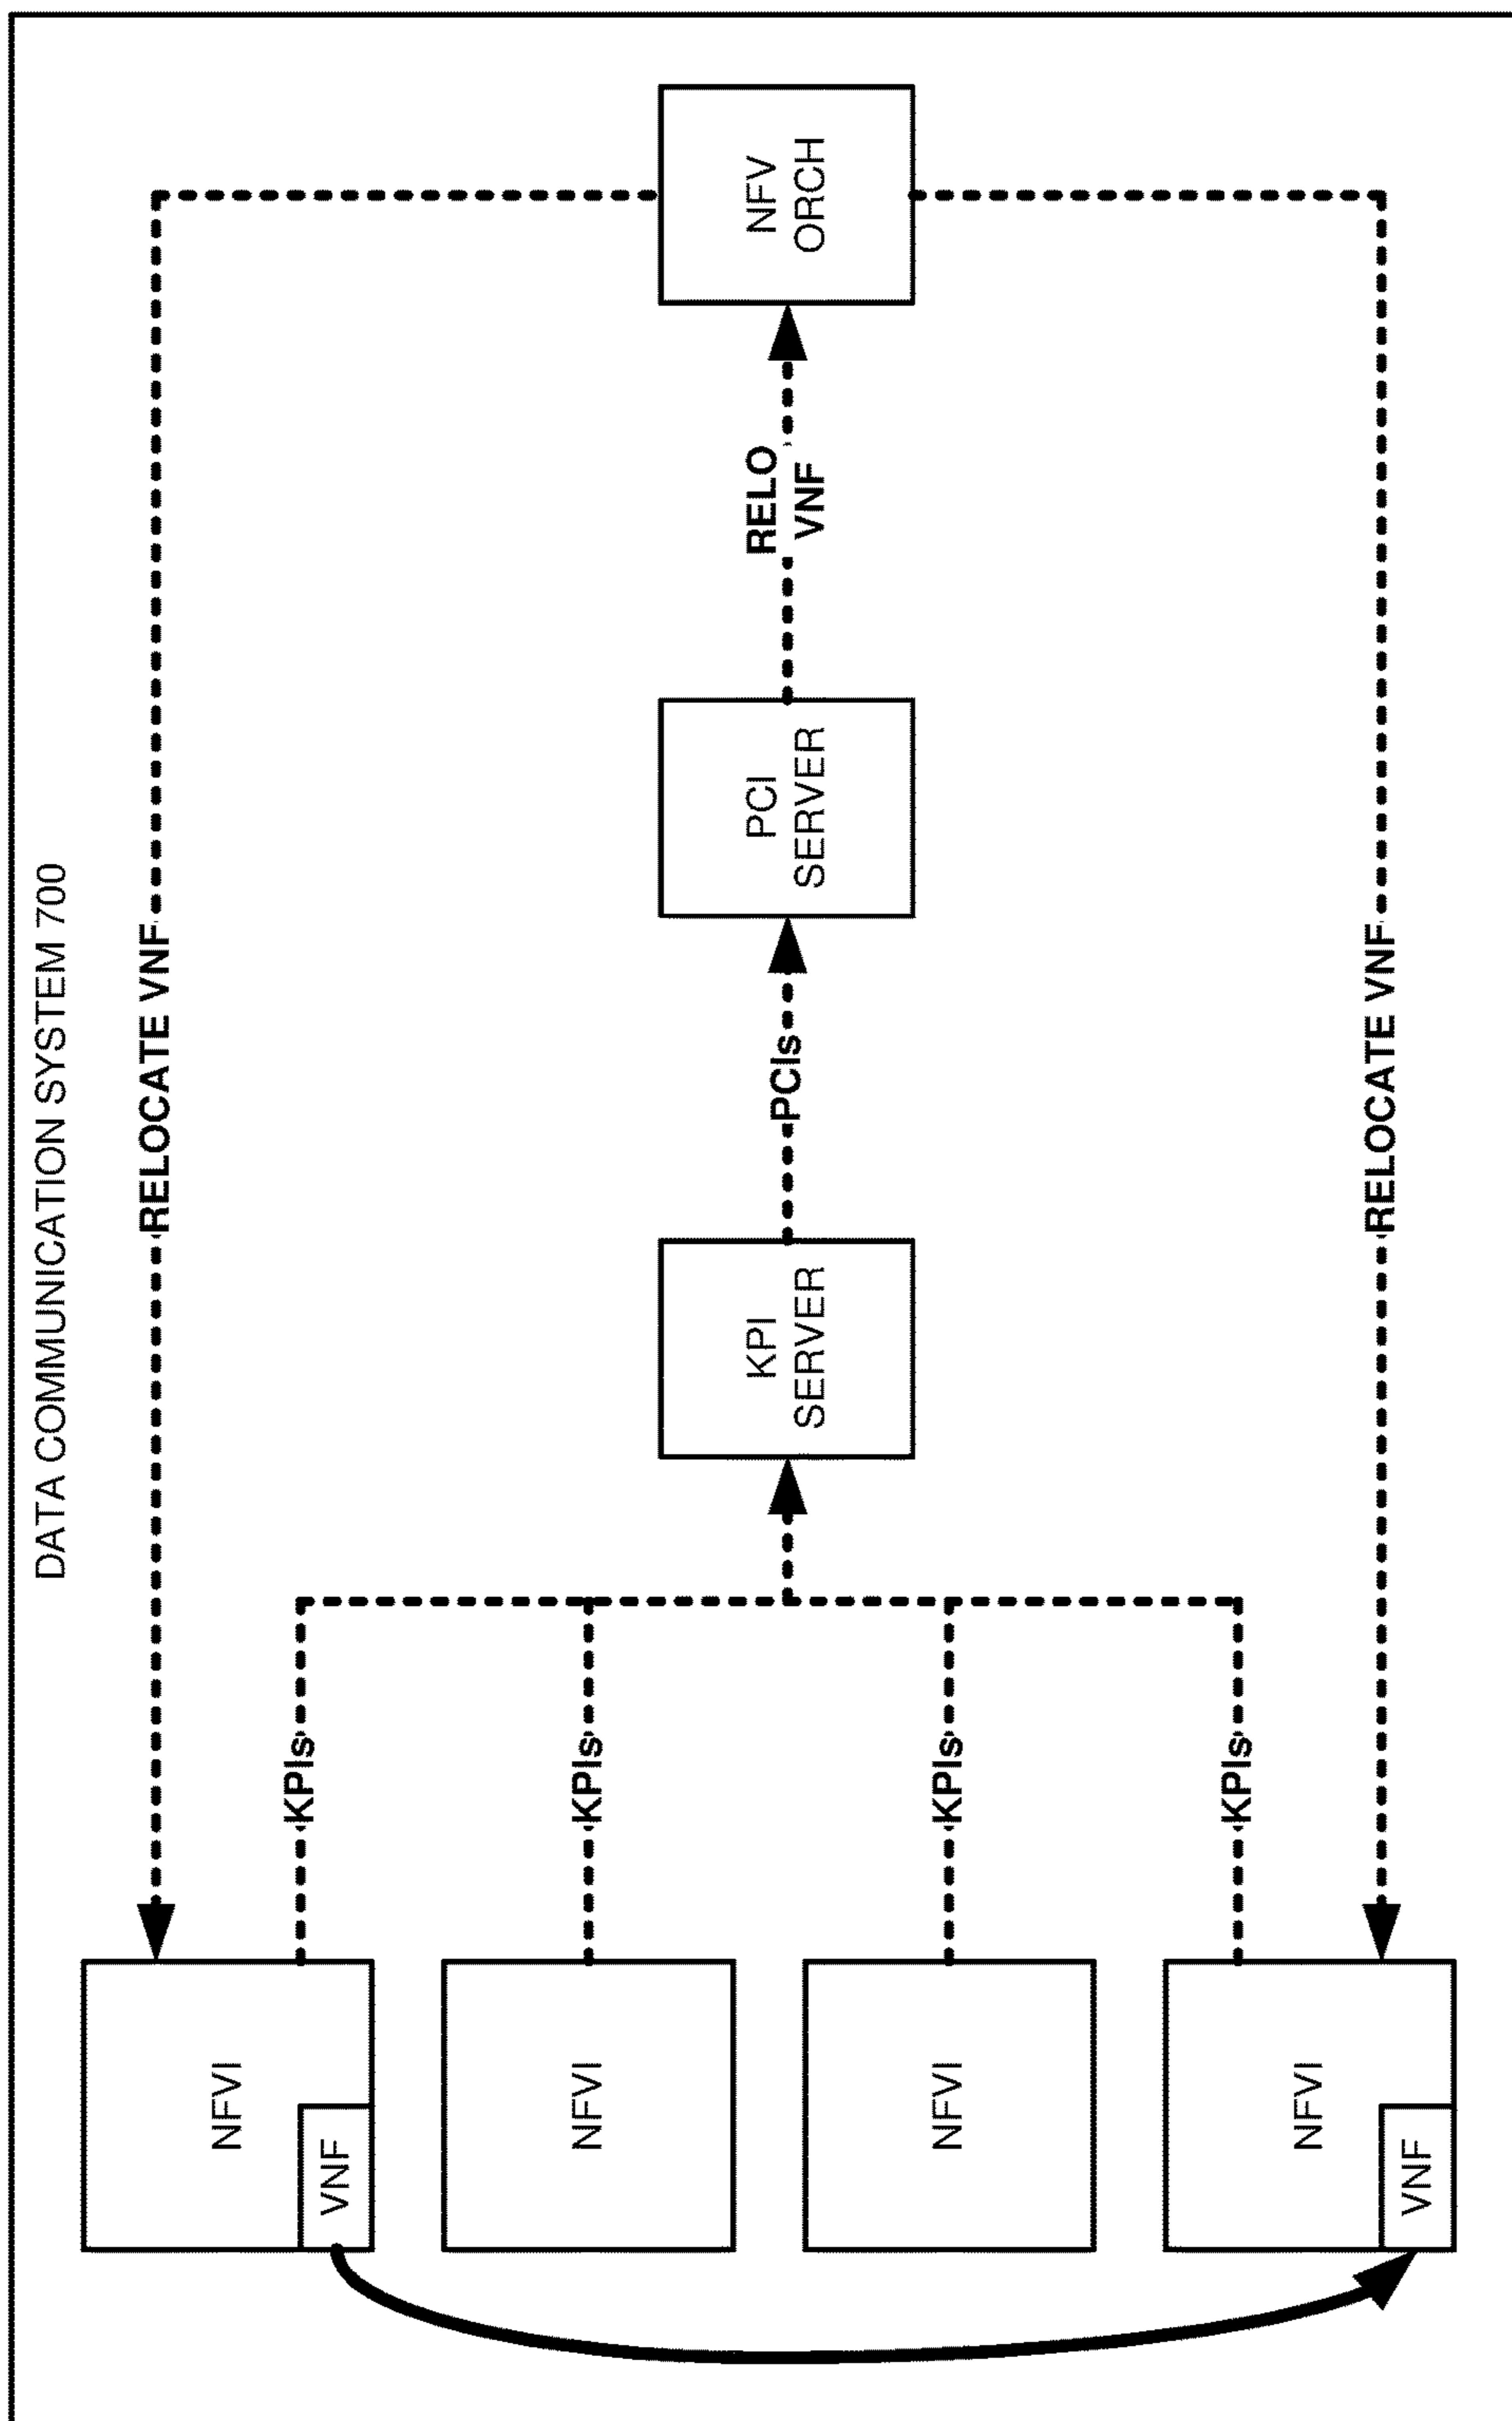 DATA COMMUNICATION SYSTEM 700
RELOCATE VNF
NFVI
VNF
KPIs
NFVI
KPIs
KPI
SERVER
PCIs
PCI
SERVER
RELO
VNF
NFV
ORCH
NFVI
KPIs
NFVI
VNF
KPIs
RELOCATE VNF